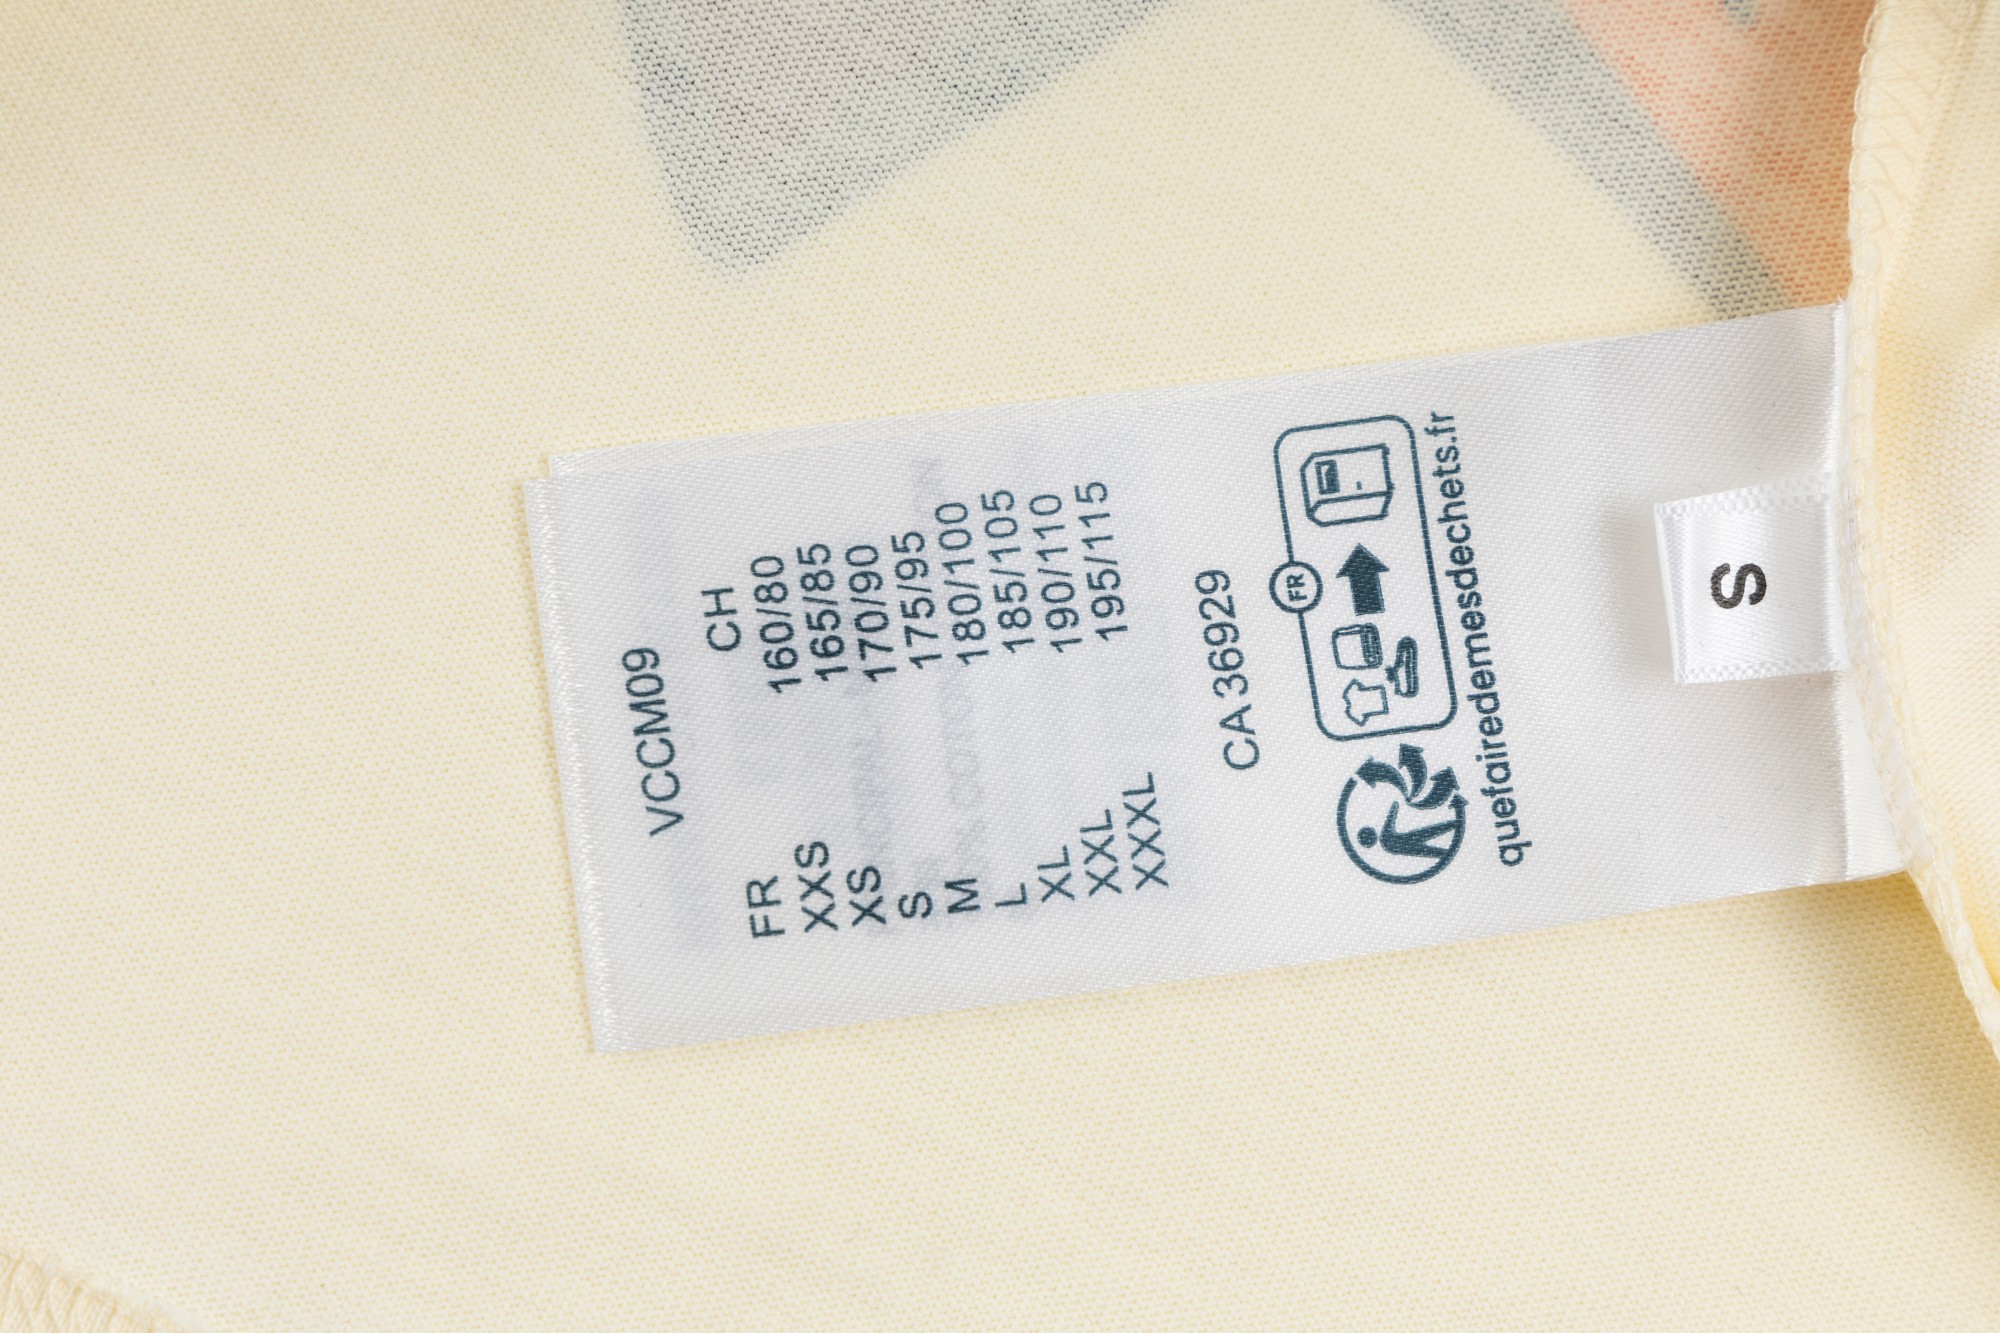 VCCM09
FR CH
XXS 160/80
XS 165/85
S 170/90
M 175/95
L 180/100
XL 185/105
XXL 190/110
XXXL 195/115
CA 36929
FR
quefairedemesdechets.fr
S